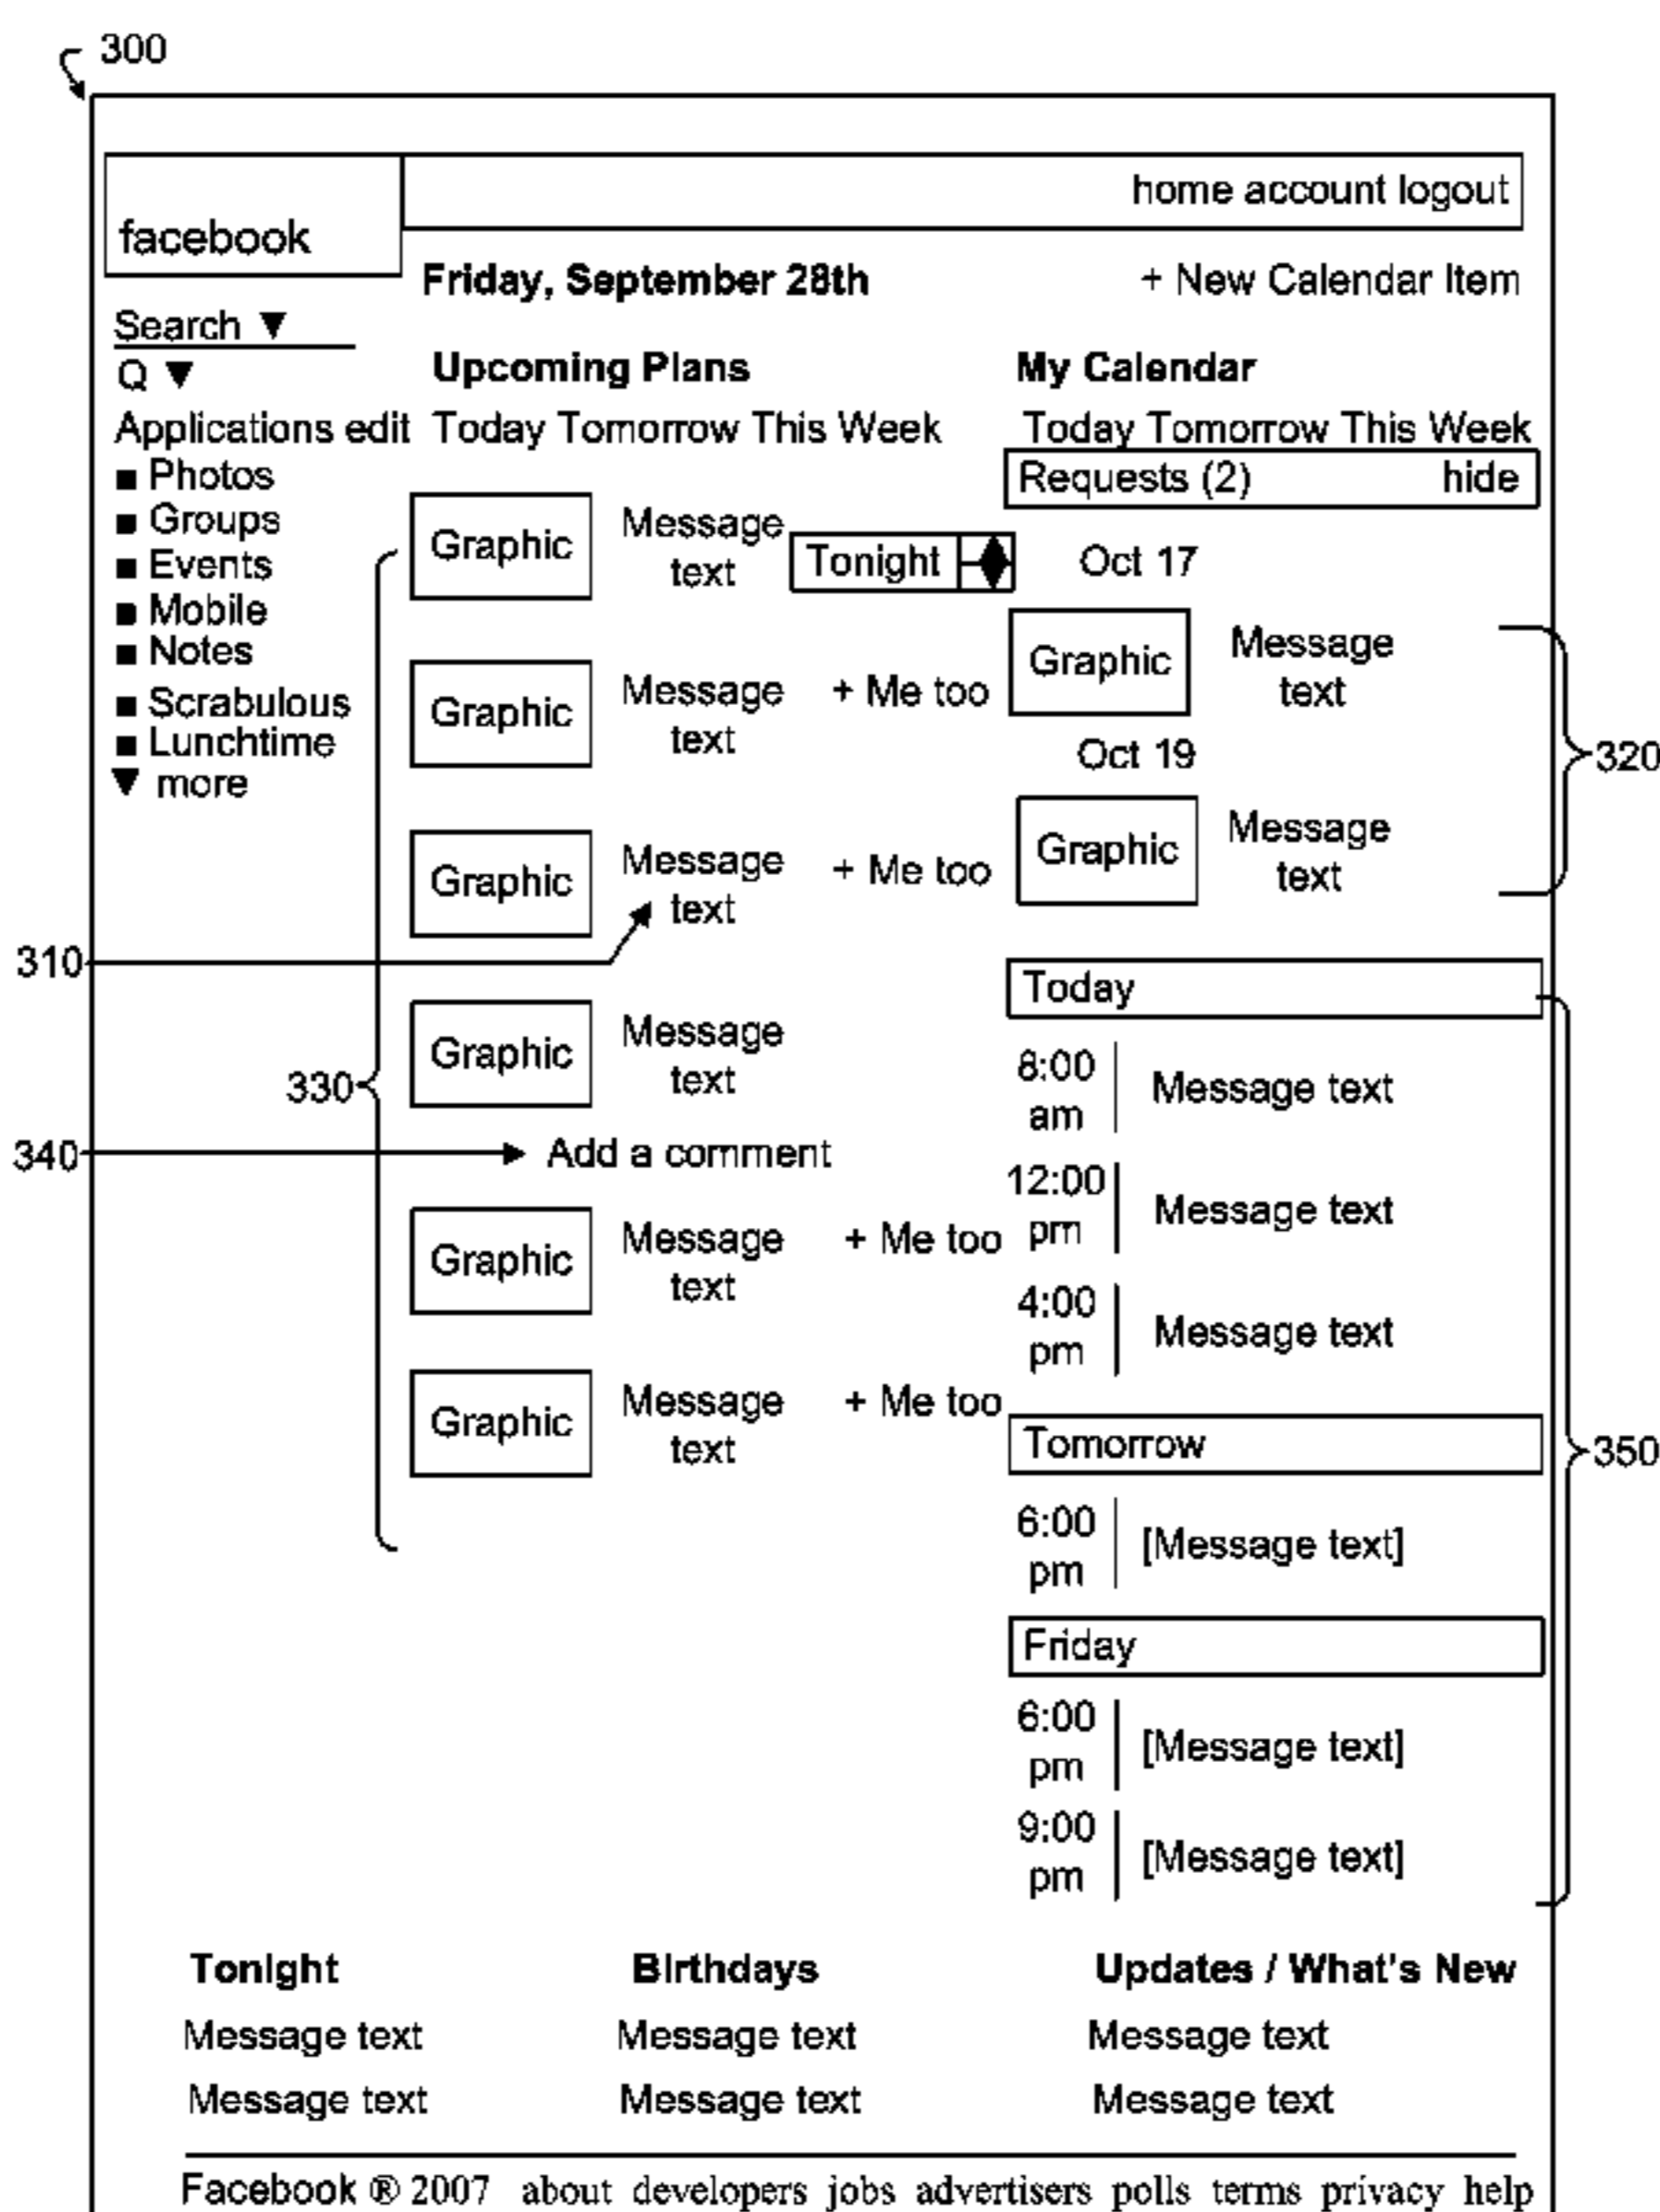 300
home account logout
facebook
Friday, September 28th
+ New Calendar Item
Search ▼
Q ▼
Applications edit
■ Photos
■ Groups
■ Events
■ Mobile
■ Notes
■ Scrabulous
■ Lunchtime
▼ more
Upcoming Plans
Today Tomorrow This Week
Graphic
Message
text
Tonight
Graphic
Message
text
+ Me too
Graphic
Message
text
+ Me too
310
Graphic
Message
text
330
340
Add a comment
Graphic
Message
text
+ Me too
Graphic
Message
text
+ Me too
My Calendar
Today Tomorrow This Week
Requests (2) hide
Oct 17
Graphic
Message
text
Oct 19
Graphic
Message
text
320
Today
8:00
am
Message text
12:00
pm
Message text
4:00
pm
Message text
Tomorrow
350
6:00
pm
[Message text]
Friday
6:00
pm
[Message text]
9:00
pm
[Message text]
Tonight
Message text
Message text
Birthdays
Message text
Message text
Updates / What's New
Message text
Message text
Facebook ® 2007 about developers jobs advertisers polls terms privacy help